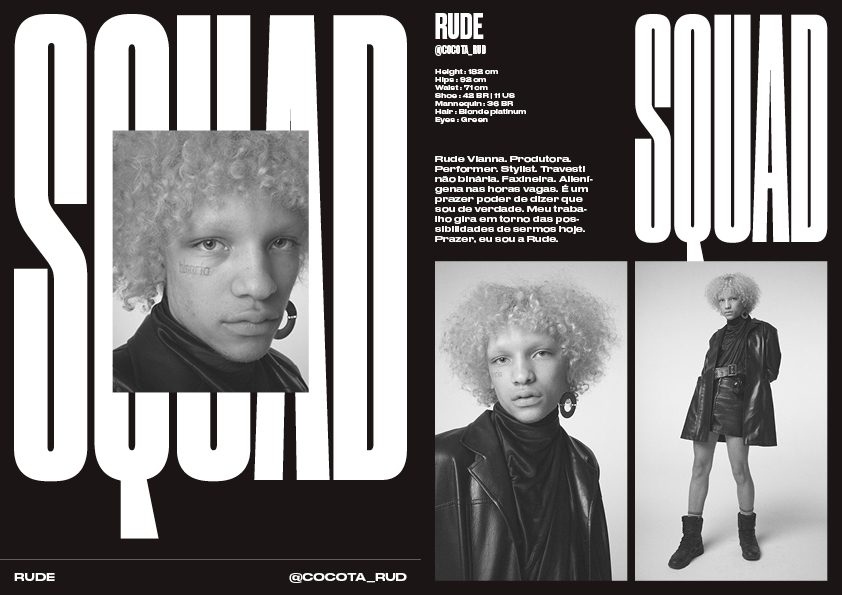 SQUAD
RUDE
@COCOTA_RUD
RUDE
@COCOTA_RUD
Height : 182 cm
Hips : 92 cm
Waist : 71 cm
Shoe : 42 BR | 11 US
Mannequin : 36 BR
Hair : Blonde platinum
Eyes : Green
Rude Vianna. Produtora.
Performer. Stylist. Travesti
não binária. Faxineira. Aliení-
gena nas horas vagas. É um
prazer poder de dizer que
sou de verdade. Meu traba-
lho gira em torno das pos-
sibilidades de sermos hoje.
Prazer, eu sou a Rude.
SQUAD